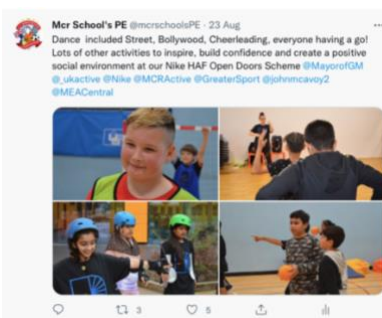 Mcr School's PE @mcrschoolsPE · 23 Aug
Dance included Street, Bollywood, Cheerleading, everyone having a go!
Lots of other activities to inspire, build confidence and create a positive
social environment at our Nike HAF Open Doors Scheme @MayorofGM
@_ukactive @Nike @MCRActive @GreaterSport @johnmcavoy2
@MEACentral
3
5